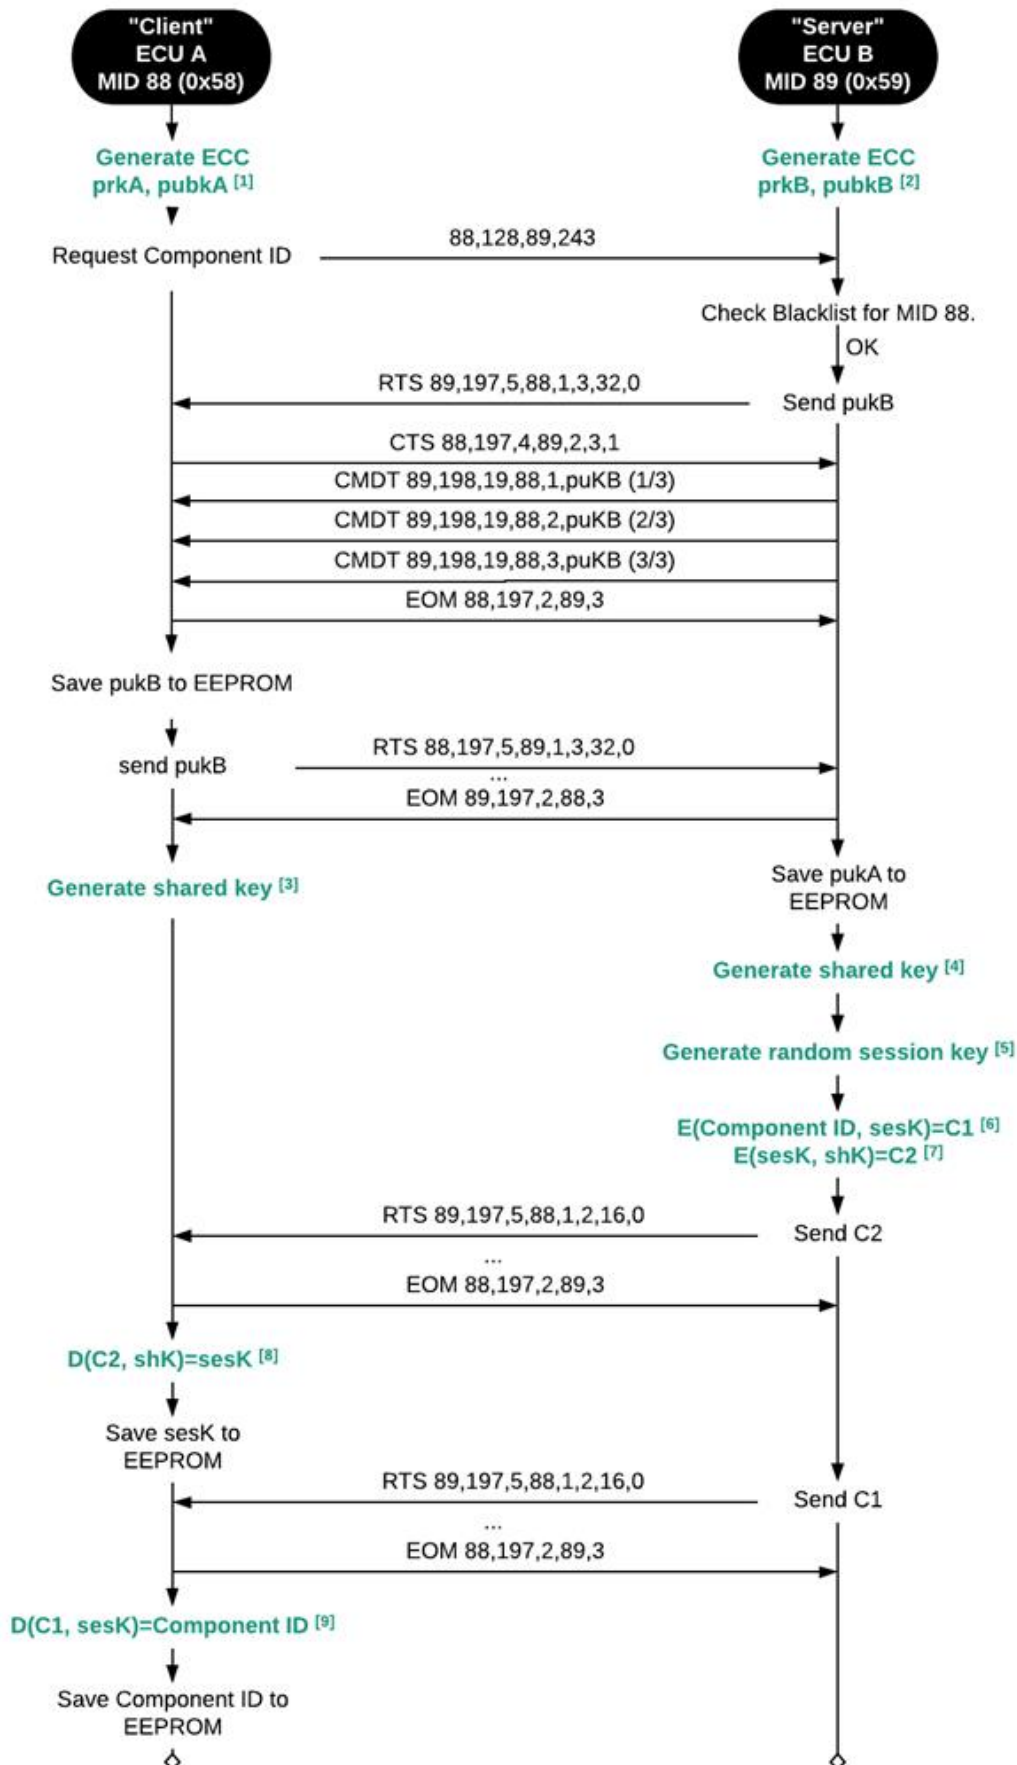 "Client"
ECU A
MID 88 (0x58)
"Server"
ECU B
MID 89 (0x59)
Generate ECC
prkA, pubkA [1]
Generate ECC
prkB, pubkB [2]
Request Component ID
88,128,89,243
Check Blacklist for MID 88.
OK
RTS 89,197,5,88,1,3,32,0
Send pukB
CTS 88,197,4,89,2,3,1
CMDT 89,198,19,88,1,puKB (1/3)
CMDT 89,198,19,88,2,puKB (2/3)
CMDT 89,198,19,88,3,puKB (3/3)
EOM 88,197,2,89,3
Save pukB to EEPROM
send pukB
RTS 88,197,5,89,1,3,32,0
...
EOM 89,197,2,88,3
Generate shared key [3]
Save pukA to
EEPROM
Generate shared key [4]
Generate random session key [5]
E(Component ID, sesK)=C1 [6]
E(sesK, shK)=C2 [7]
RTS 89,197,5,88,1,2,16,0
Send C2
...
EOM 88,197,2,89,3
D(C2, shK)=sesK [8]
Save sesK to
EEPROM
RTS 89,197,5,88,1,2,16,0
Send C1
...
EOM 88,197,2,89,3
D(C1, sesK)=Component ID [9]
Save Component ID to
EEPROM